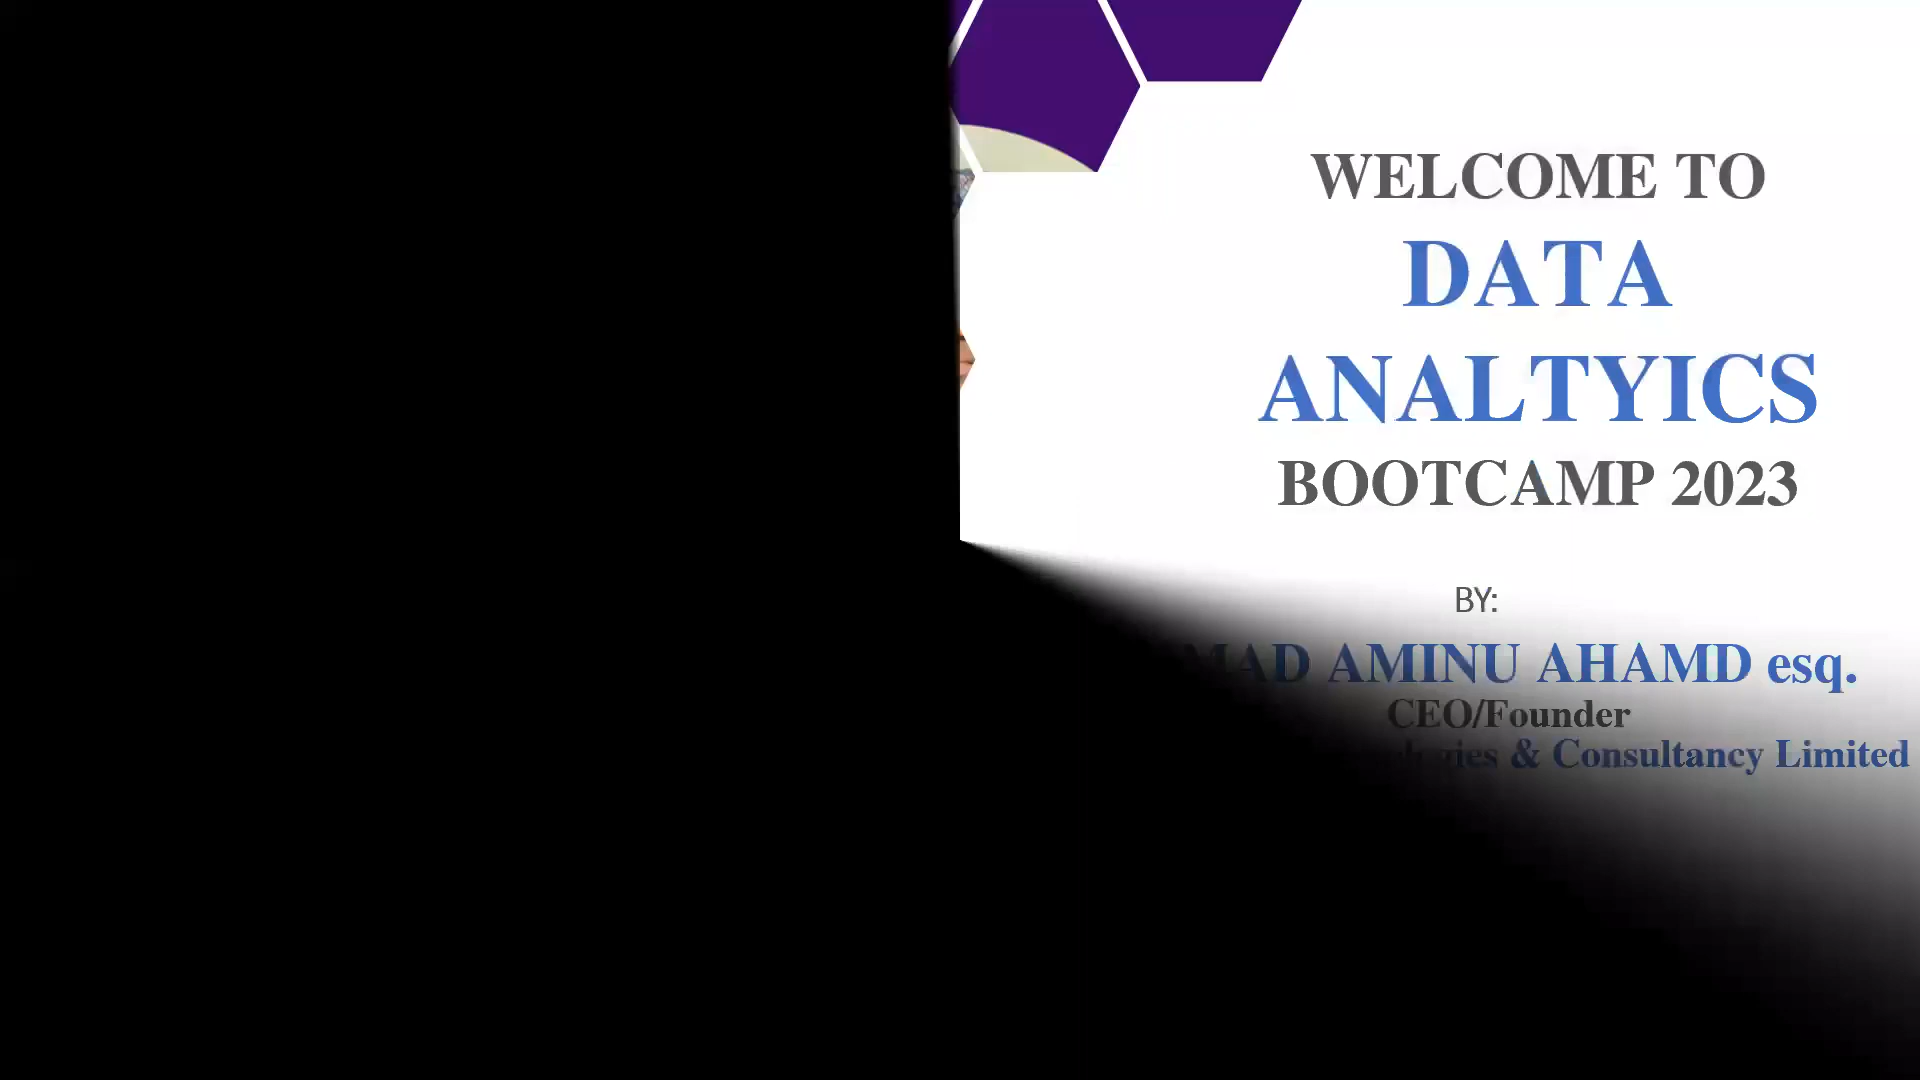 WELCOME TO
DATA
ANALTYICS
BOOTCAMP 2023
BY:
AMINU AHAMD esq.
CEO/Founder
& Consultancy Limited